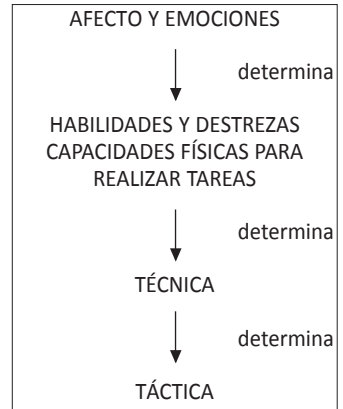 AFECTO Y EMOCIONES
determina
HABILIDADES Y DESTREZAS
CAPACIDADES FÍSICAS PARA
REALIZAR TAREAS
determina
TÉCNICA
determina
TÁCTICA